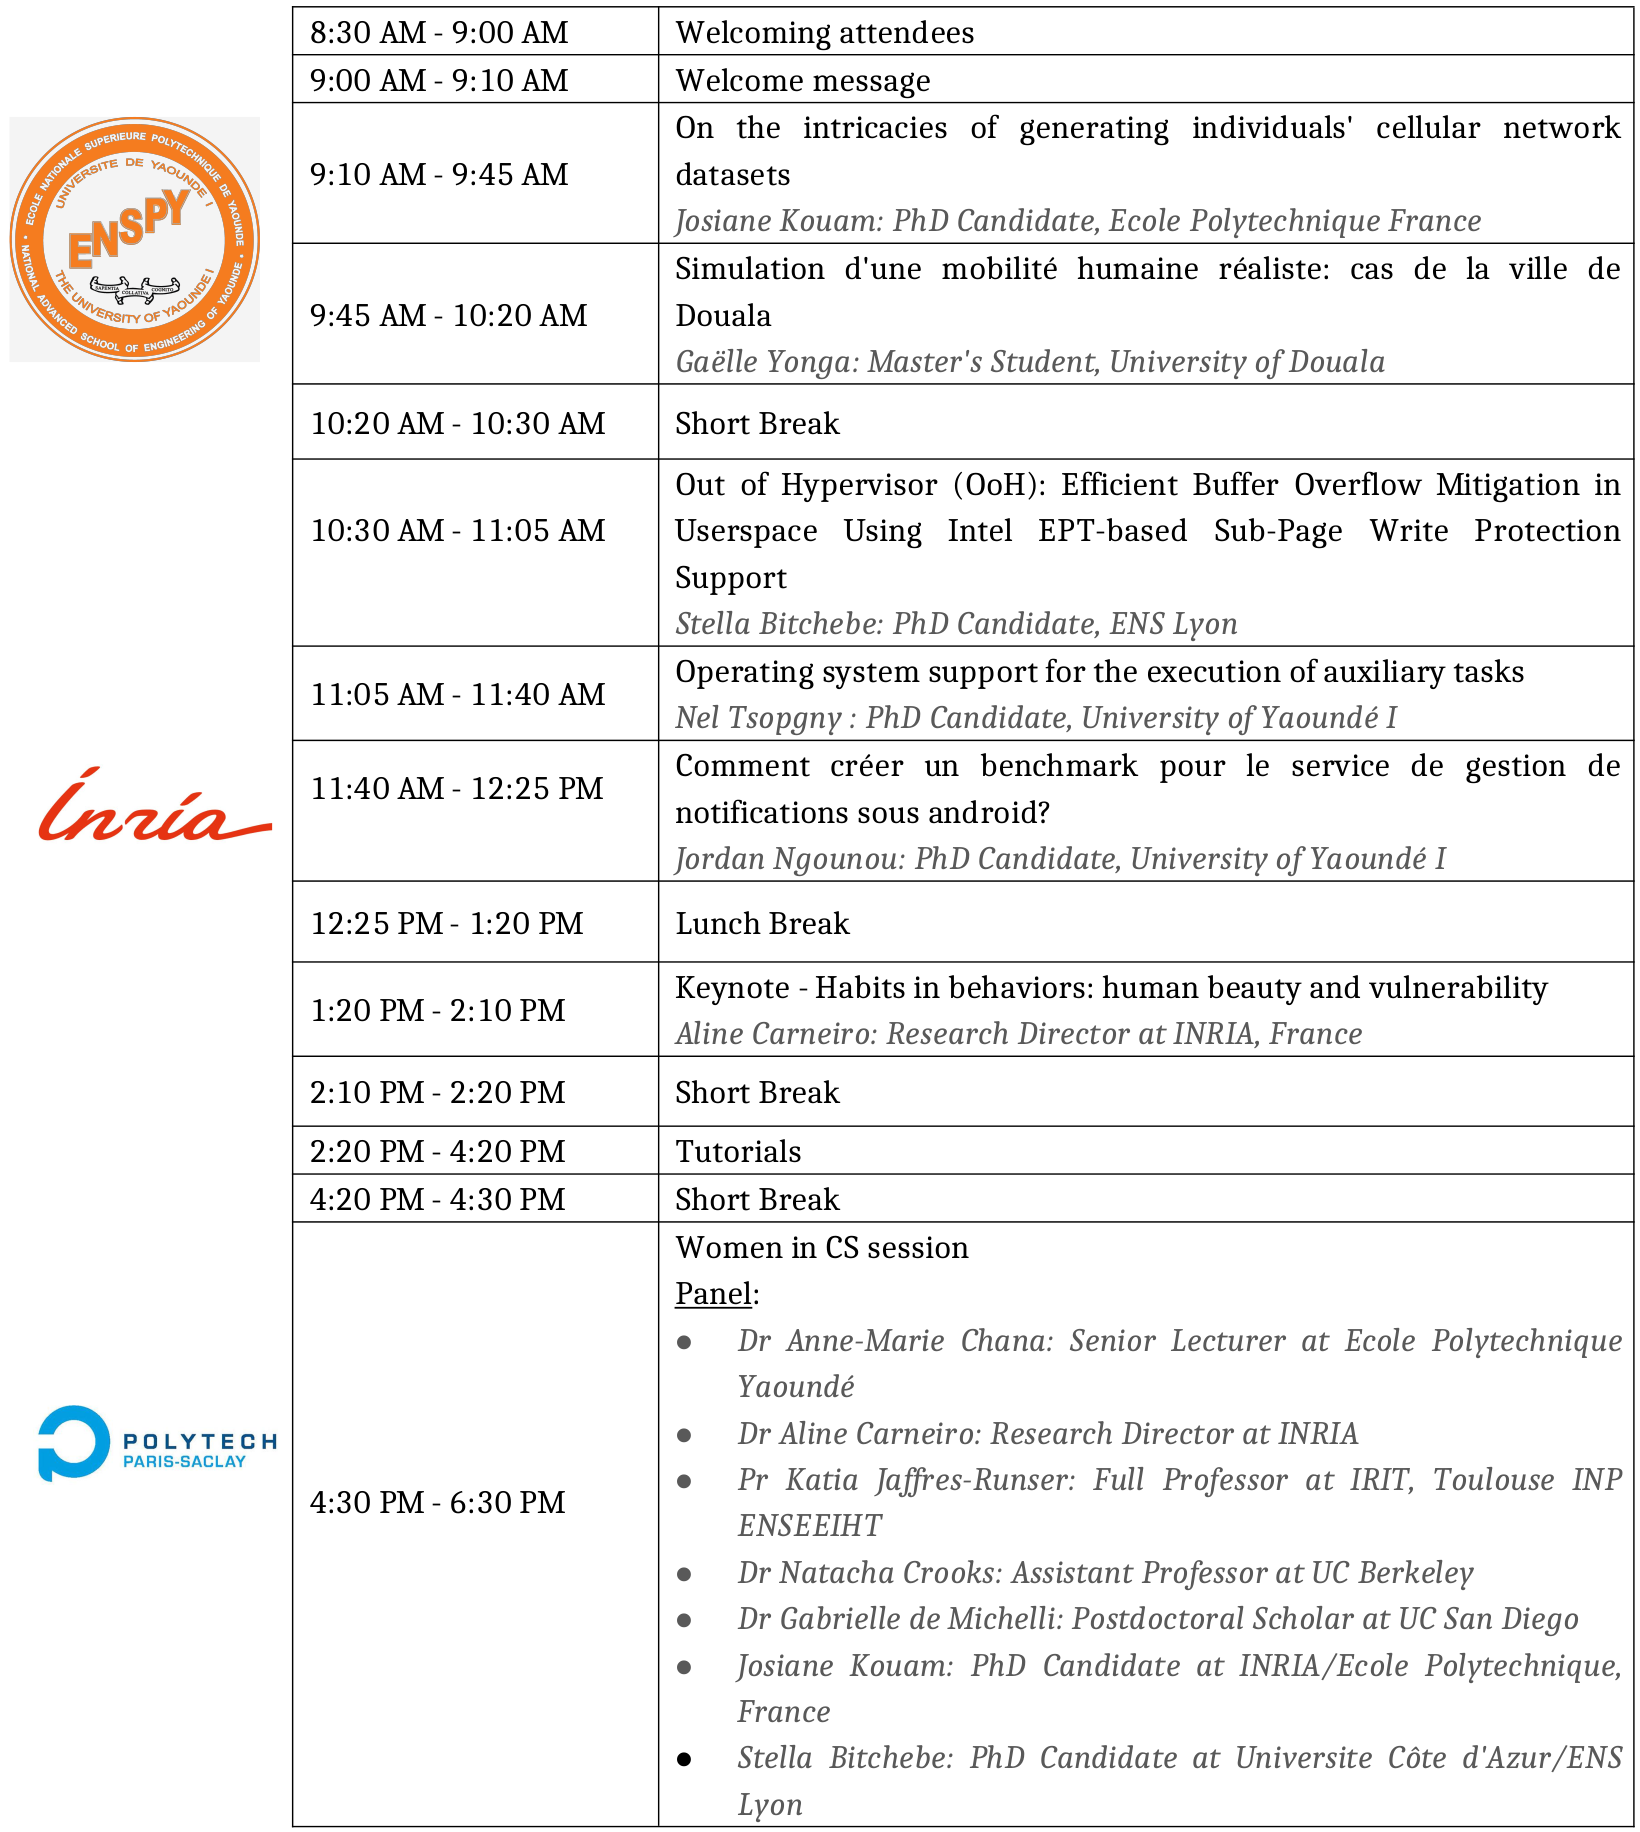 8:30 AM - 9:00 AM
Welcoming attendees
9:00 AM - 9:10 AM
Welcome message
9:10 AM - 9:45 AM
On the intricacies of generating individuals' cellular network
datasets
Josiane Kouam: PhD Candidate, Ecole Polytechnique France
9:45 AM - 10:20 AM
Simulation d'une mobilité humaine réaliste: cas de la ville de
Douala
Gaëlle Yonga: Master's Student, University of Douala
10:20 AM - 10:30 AM
Short Break
10:30 AM - 11:05 AM
Out of Hypervisor (OoH): Efficient Buffer Overflow Mitigation in
Userspace Using Intel EPT-based Sub-Page Write Protection
Support
Stella Bitchebe: PhD Candidate, ENS Lyon
11:05 AM - 11:40 AM
Operating system support for the execution of auxiliary tasks
Nel Tsopgny : PhD Candidate, University of Yaoundé I
11:40 AM - 12:25 PM
Comment créer un benchmark pour le service de gestion de
notifications sous android?
Jordan Ngounou: PhD Candidate, University of Yaoundé I
12:25 PM - 1:20 PM
Lunch Break
1:20 PM - 2:10 PM
Keynote - Habits in behaviors: human beauty and vulnerability
Aline Carneiro: Research Director at INRIA, France
2:10 PM - 2:20 PM
Short Break
2:20 PM - 4:20 PM
Tutorials
4:20 PM - 4:30 PM
Short Break
4:30 PM - 6:30 PM
Women in CS session
Panel:
● Dr Anne-Marie Chana: Senior Lecturer at Ecole Polytechnique
Yaoundé
● Dr Aline Carneiro: Research Director at INRIA
● Pr Katia Jaffres-Runser: Full Professor at IRIT, Toulouse INP
ENSEEIHT
● Dr Natacha Crooks: Assistant Professor at UC Berkeley
● Dr Gabrielle de Michelli: Postdoctoral Scholar at UC San Diego
● Josiane Kouam: PhD Candidate at INRIA/Ecole Polytechnique,
France
● Stella Bitchebe: PhD Candidate at Universite Côte d'Azur/ENS
Lyon
ECOLE NATIONALE SUPERIEURE POLYTECHNIQUE DE YAOUNDE
UNIVERSITE DE YAOUNDE I
ENSPY
SAPIENTIA
COLLATIVA
COGNITO
THE UNIVERSITY OF YAOUNDE I
NATIONAL ADVANCED SCHOOL OF ENGINEERING OF YAOUNDE
Inria
POLYTECH
PARIS-SACLAY